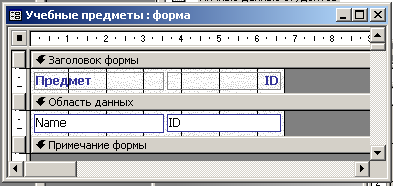 Учебные предметы : форма
1 2 3 4 5 6 7 8
Заголовок формы
Предмет ID
Область данных
Name ID
Примечание формы